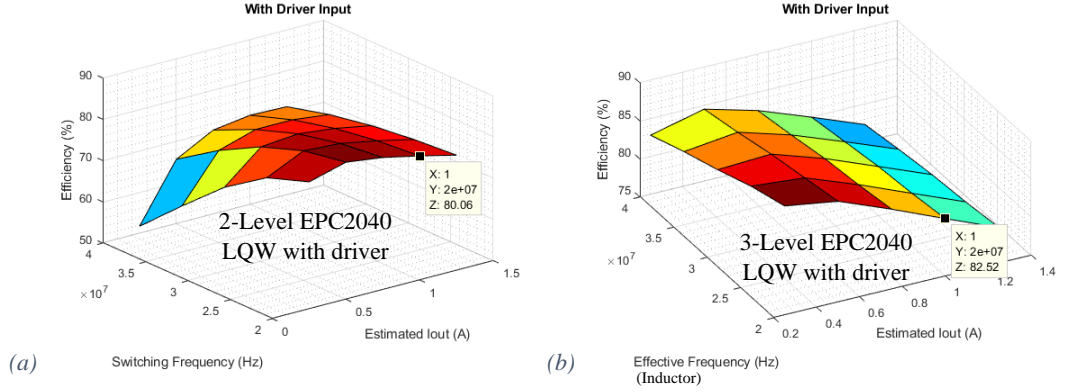 With Driver Input
90
80
70
60
50
Efficiency (%)
4
3.5
3
2.5
2
×10⁷
0
0.5
1
1.5
X: 1
Y: 2e+07
Z: 80.06
2-Level EPC2040
LQW with driver
Estimated Iout (A)
(a)
Switching Frequency (Hz)
With Driver Input
90
85
80
75
Efficiency (%)
4
3.5
3
2.5
2
×10⁷
0.2
0.4
0.6
0.8
1
1.2
1.4
X: 1
Y: 2e+07
Z: 82.52
3-Level EPC2040
LQW with driver
Estimated Iout (A)
(b)
Effective Frequency (Hz)
(Inductor)